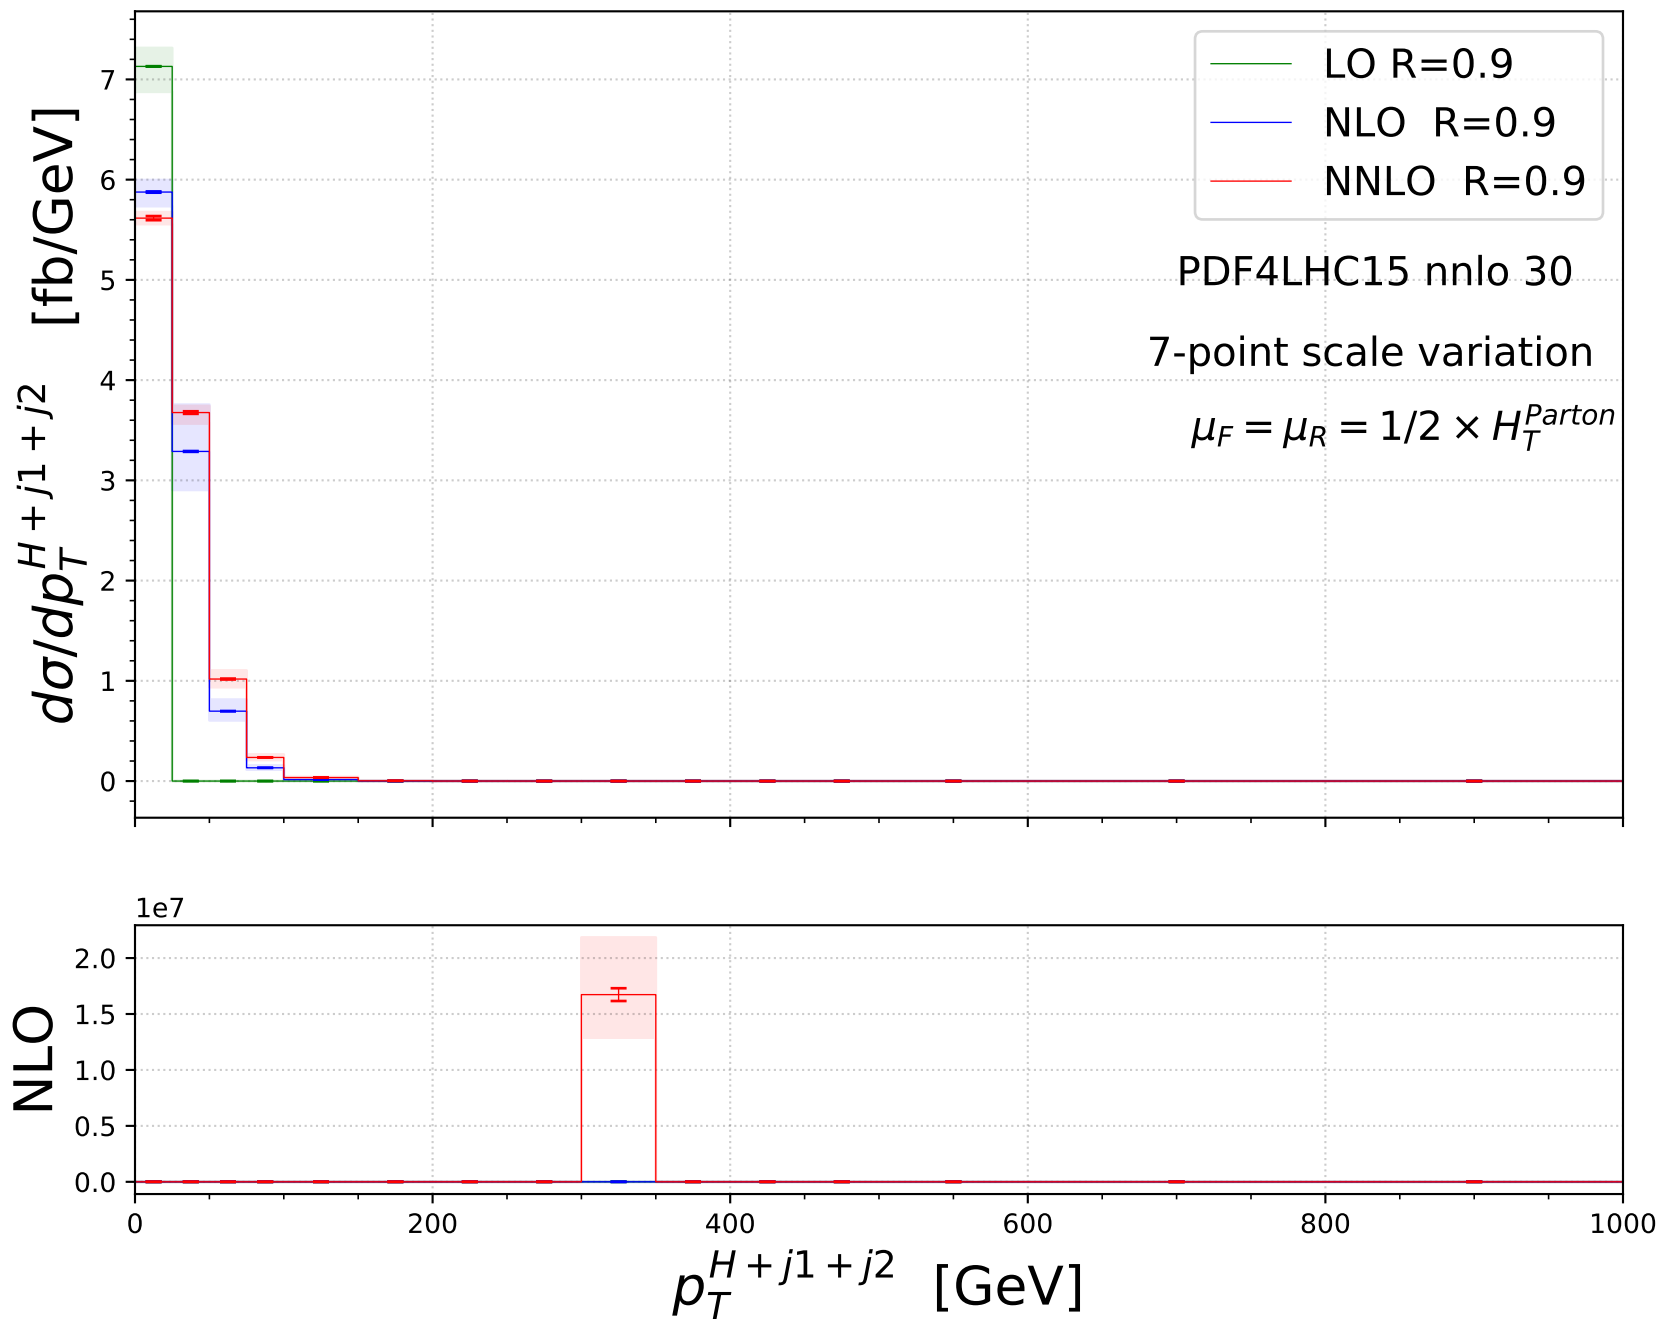 7
6
5
4
3
2
1
0
dσ/dp_T^{H+j1+j2} [fb/GeV]
LO R=0.9
NLO  R=0.9
NNLO  R=0.9
PDF4LHC15 nnlo 30
7-point scale variation
μ_F = μ_R = 1/2 × H_T^{Parton}
1e7
2.0
1.5
1.0
0.5
0.0
NLO
0 200 400 600 800 1000
p_T^{H+j1+j2} [GeV]